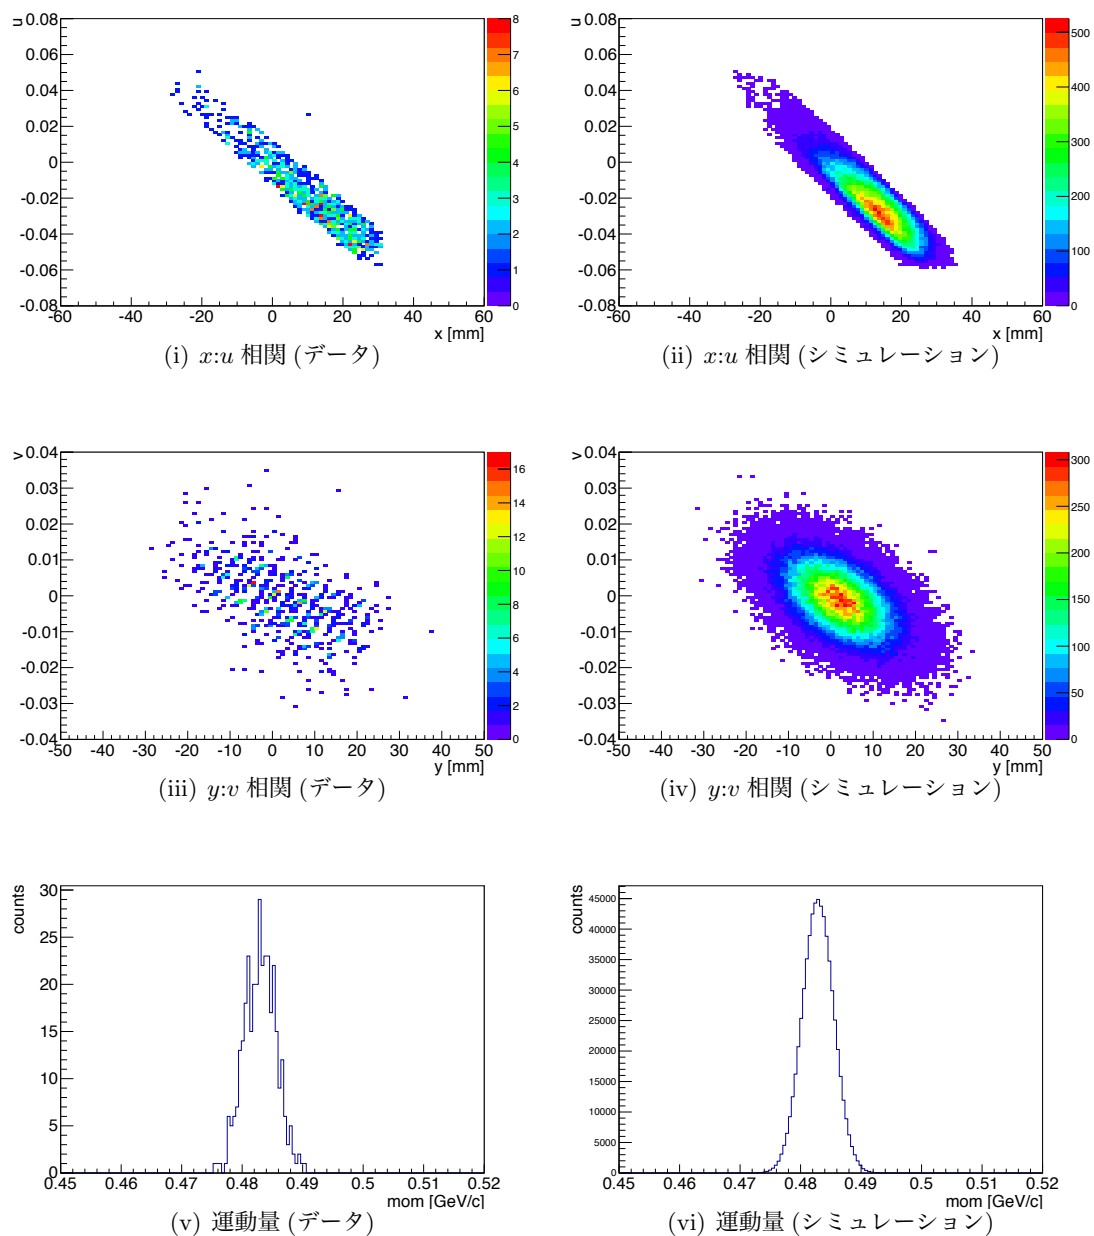 u 0.08 0.06 0.04 0.02 0 -0.02 -0.04 -0.06 -0.08
-60 -40 -20 0 20 40 60
x [mm]
8 7 6 5 4 3 2 1 0
(i) x:u 相関 (データ)
u 0.08 0.06 0.04 0.02 0 -0.02 -0.04 -0.06 -0.08
-60 -40 -20 0 20 40 60
x [mm]
500 400 300 200 100 0
(ii) x:u 相関 (シミュレーション)
v 0.04 0.03 0.02 0.01 0 -0.01 -0.02 -0.03 -0.04
-50 -40 -30 -20 -10 0 10 20 30 40 50
y [mm]
16 14 12 10 8 6 4 2 0
(iii) y:v 相関 (データ)
v 0.04 0.03 0.02 0.01 0 -0.01 -0.02 -0.03 -0.04
-50 -40 -30 -20 -10 0 10 20 30 40 50
y [mm]
300 250 200 150 100 50 0
(iv) y:v 相関 (シミュレーション)
counts
30 25 20 15 10 5 0
0.45 0.46 0.47 0.48 0.49 0.5 0.51 0.52
mom [GeV/c]
(v) 運動量 (データ)
counts
45000 40000 35000 30000 25000 20000 15000 10000 5000 0
0.45 0.46 0.47 0.48 0.49 0.5 0.51 0.52
mom [GeV/c]
(vi) 運動量 (シミュレーション)